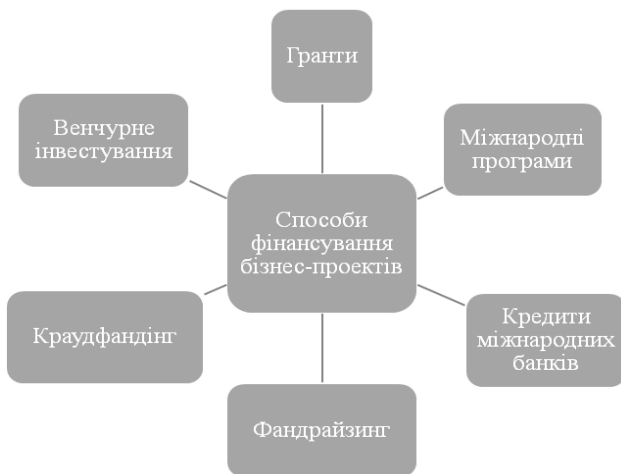 Гранти
Венчурне
інвестування
Міжнародні
програми
Способи
фінансування
бізнес-проектів
Краудфандінг
Кредити
міжнародних
банків
Фандрайзинг